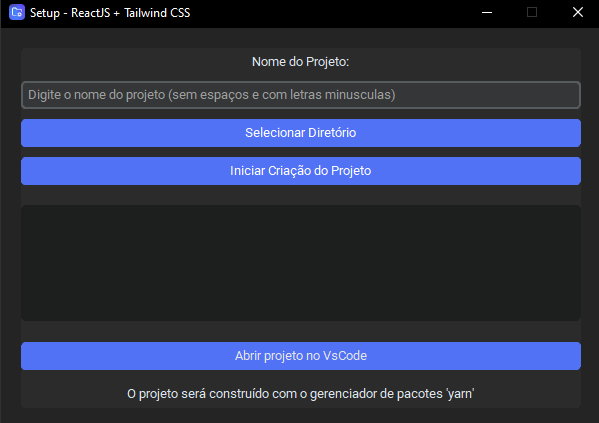 Setup - ReactJS + Tailwind CSS
Nome do Projeto:
Digite o nome do projeto (sem espaços e com letras minusculas)
Selecionar Diretório
Iniciar Criação do Projeto
Abrir projeto no VsCode
O projeto será construído com o gerenciador de pacotes 'yarn'